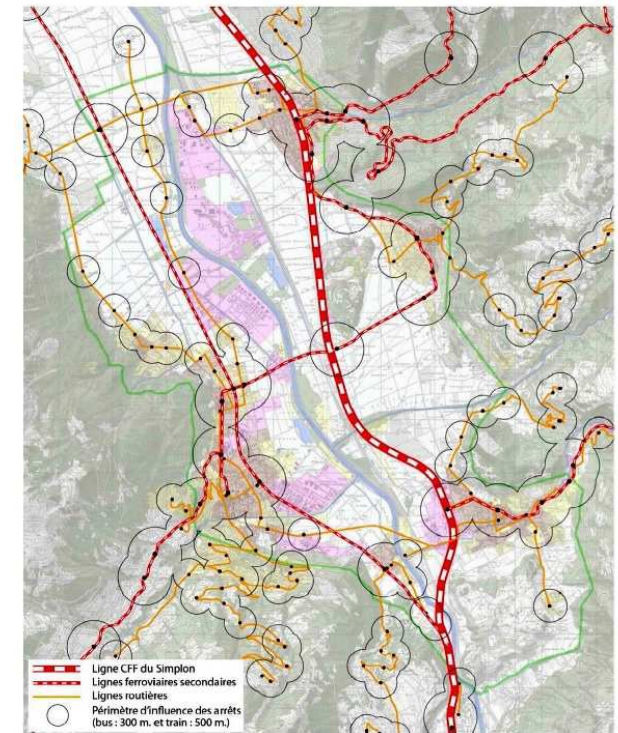 Ligne CFF du Simplon
Lignes ferroviaires secondaires
Lignes routières
Périmètre d'influence des arrêts
(bus : 300 m. et train : 500 m.)